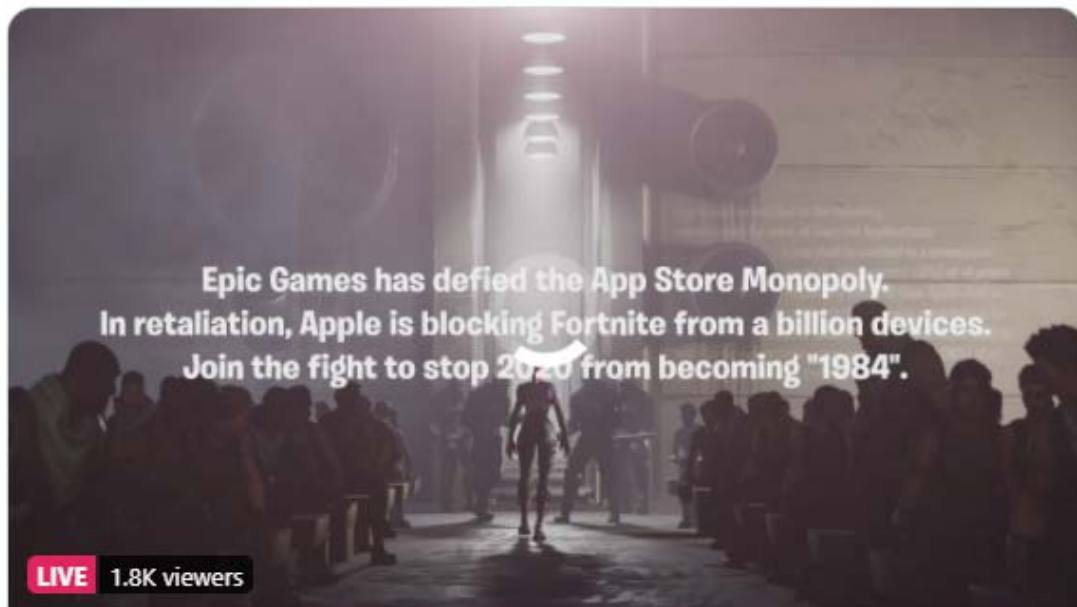 Epic Games has defied the App Store Monopoly.
In retaliation, Apple is blocking Fortnite from a billion devices.
Join the fight to stop 2020 from becoming "1984".
LIVE 1.8K viewers